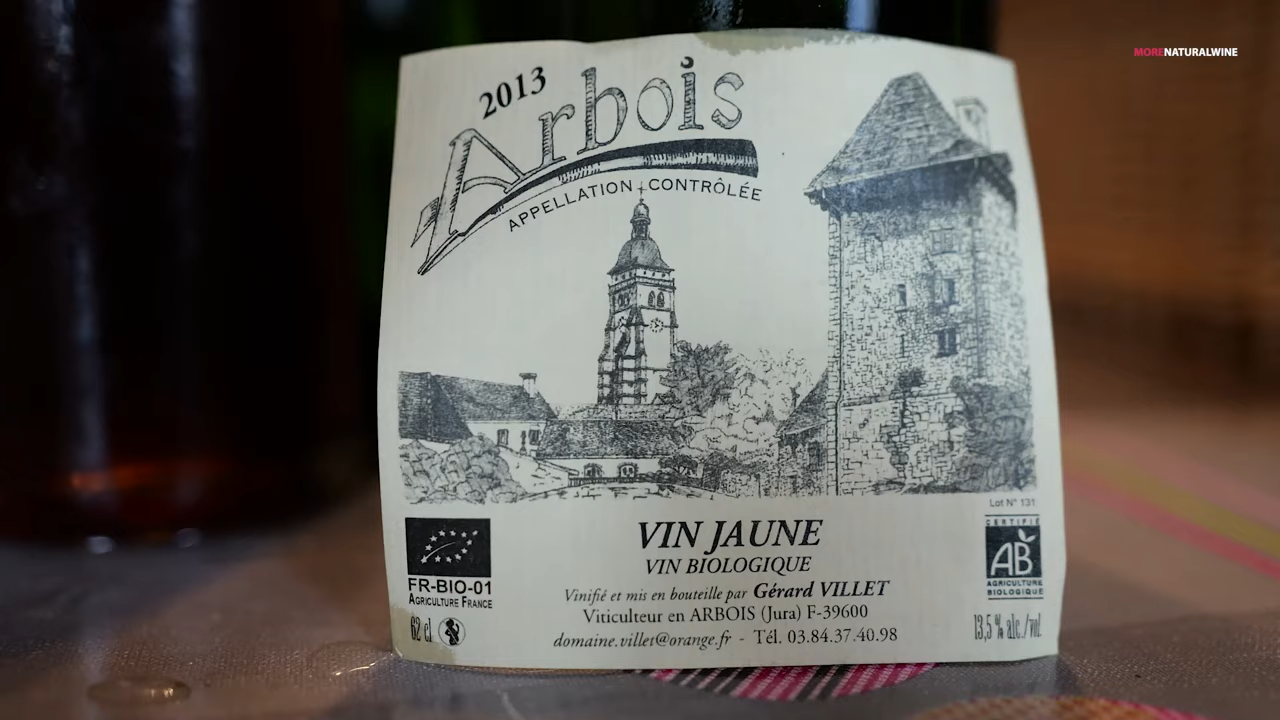 MORENATURALWINE
2013
Arbois
APPELLATION CONTRÔLÉE
Lot N° 131
VIN JAUNE
VIN BIOLOGIQUE
Vinifié et mis en bouteille par Gérard VILLET
Viticulteur en ARBOIS (Jura) F-39600
domaine.villet@orange.fr - Tél. 03.84.37.40.98
FR-BIO-01
AGRICULTURE FRANCE
62 cl
CERTIFIÉ
AB
AGRICULTURE
BIOLOGIQUE
13,5 % alc./vol.